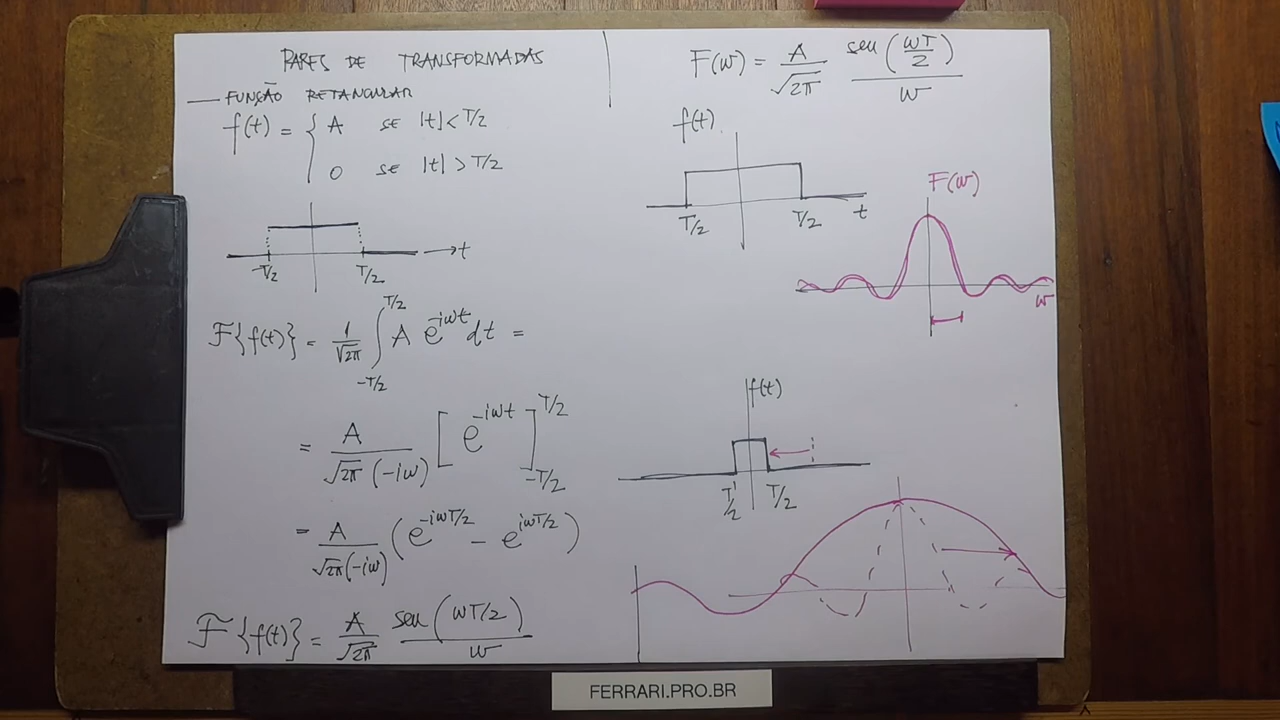 PARES DE TRANSFORMADAS
— FUNSÃO RETANGULAR
f(t) = { A se |t| < T/2
0 se |t| > T/2
-T/2 T/2 → t
F{f(t)} = 1/√2π ∫_{-T/2}^{T/2} A e^{-iωt} dt =
= A/(√2π (-iω)) [e^{-iωt}]_{-T/2}^{T/2}
= A/(√2π (-iω)) (e^{-iωT/2} - e^{iωT/2})
F{f(t)} = A/√2π sen(ωT/2)/ω
F(ω) = A/√2π sen(ωT/2)/ω
f(t)
T/2 T/2 t
F(ω)
ω
f(t)
T'/2 T/2
FERRARI.PRO.BR